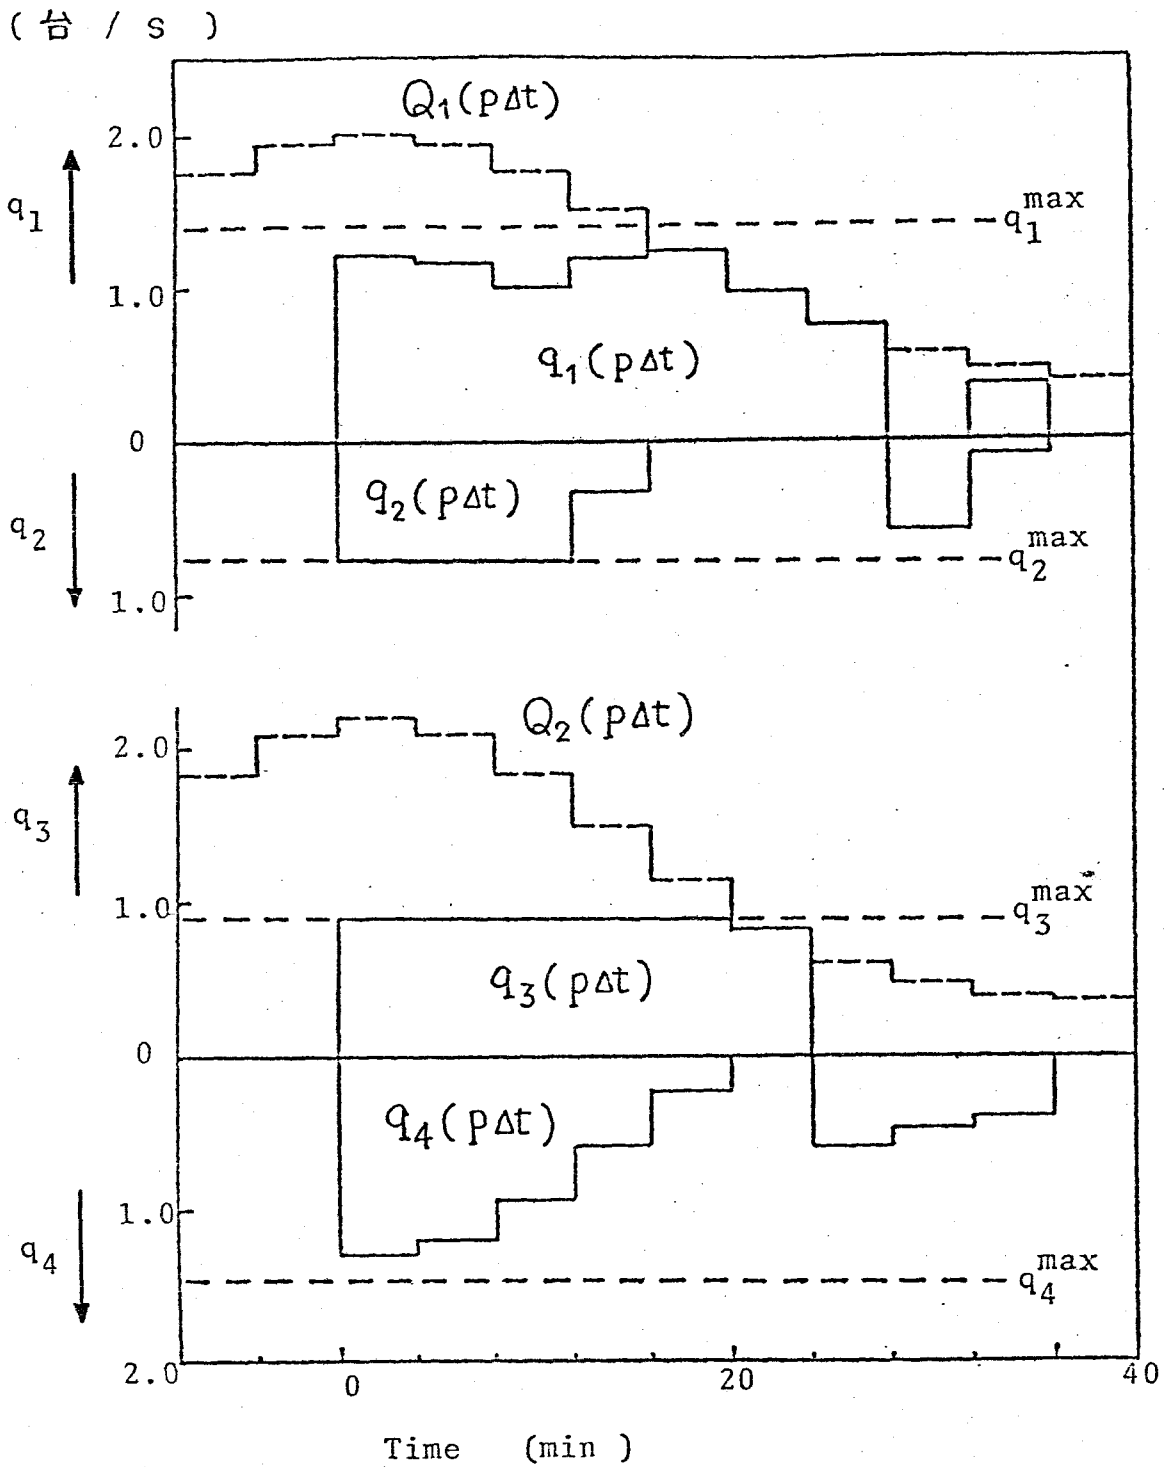 (台 / s )
Q₁(pΔt)
2.0
q₁
q₁ᵐᵃˣ
1.0
q₁(pΔt)
0
q₂(pΔt)
q₂
q₂ᵐᵃˣ
1.0
Q₂(pΔt)
2.0
q₃
1.0
q₃ᵐᵃˣ
q₃(pΔt)
0
q₄(pΔt)
1.0
q₄
q₄ᵐᵃˣ
2.0
0 20 40
Time (min )